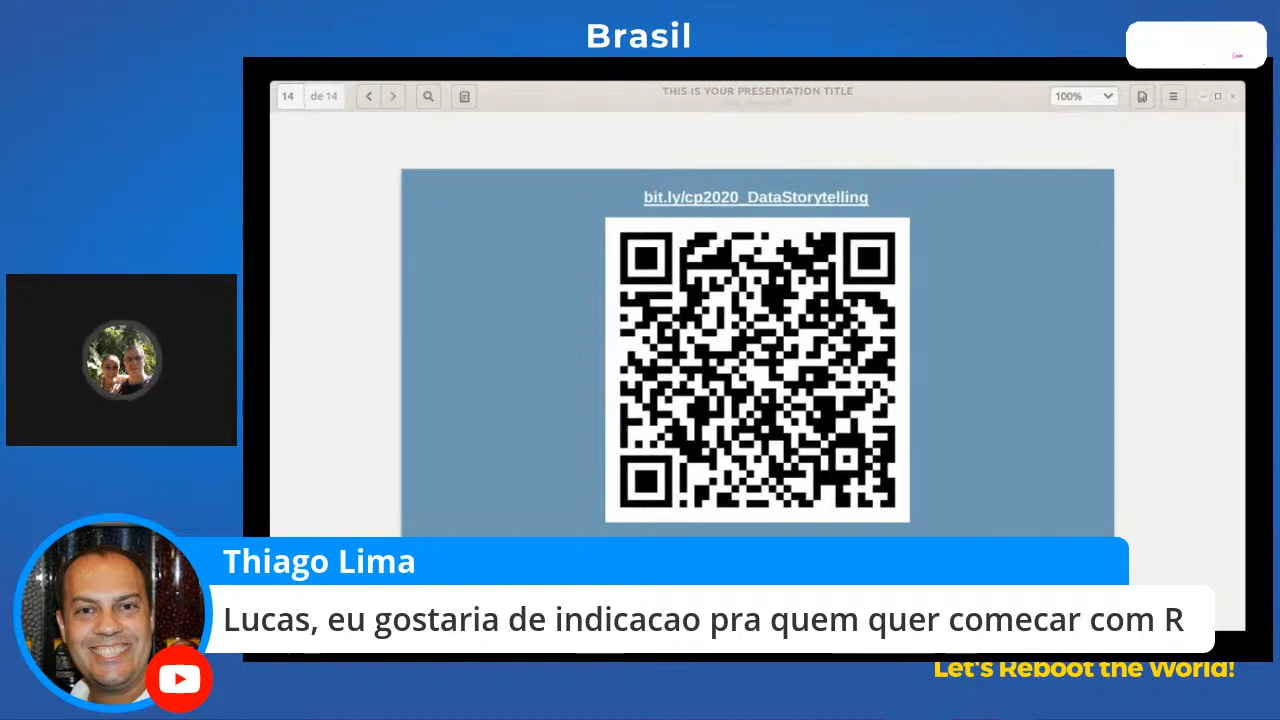 Brasil
14 de 14
THIS IS YOUR PRESENTATION TITLE
100%
bit.ly/cp2020_DataStorytelling
Thiago Lima
Lucas, eu gostaria de indicacao pra quem quer comecar com R
Let's Reboot the World!